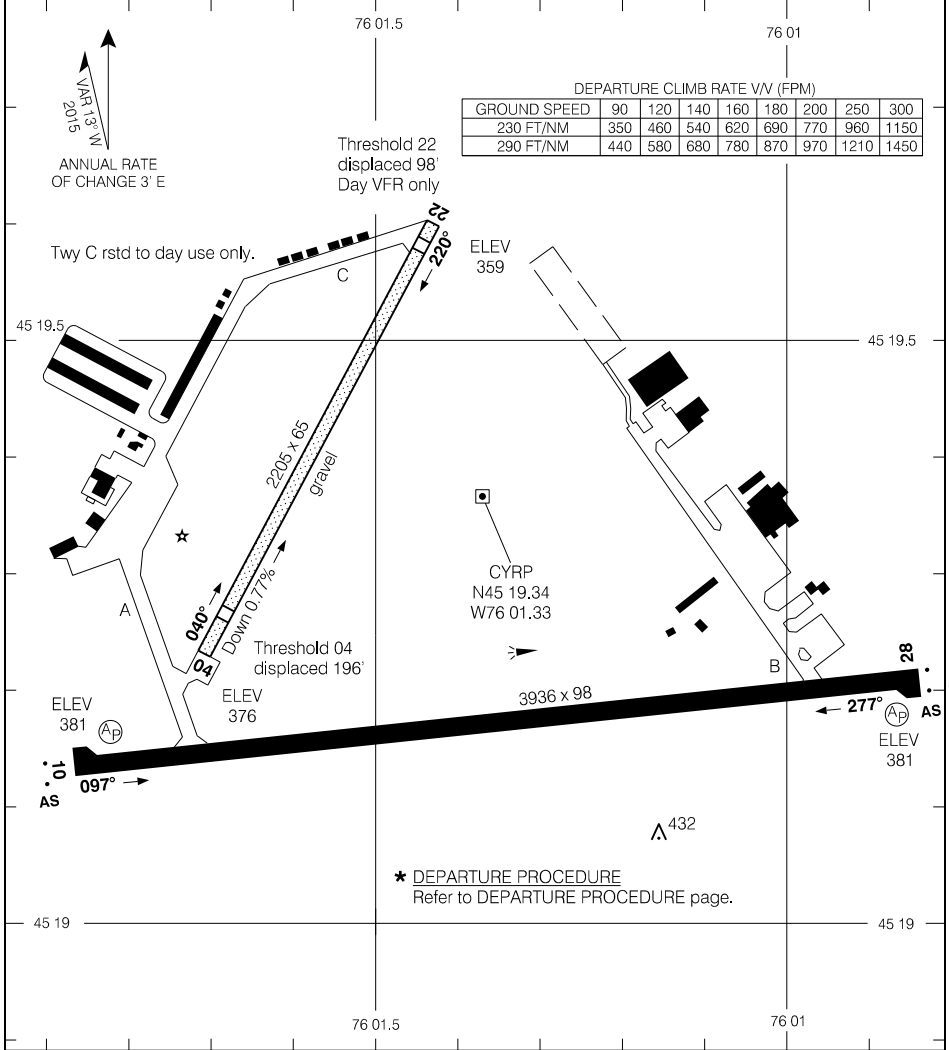 76 01.5
76 01
VAR 13° W
2015
ANNUAL RATE
OF CHANGE 3' E
DEPARTURE CLIMB RATE V/V (FPM)
GROUND SPEED 90 120 140 160 180 200 250 300
230 FT/NM 350 460 540 620 690 770 960 1150
290 FT/NM 440 580 680 780 870 970 1210 1450
Threshold 22
displaced 98'
Day VFR only
22
220°
ELEV
359
Twy C rstd to day use only.
C
45 19.5
45 19.5
2205 x 65
gravel
CYRP
N45 19.34
W76 01.33
A
040°
Down 0.77%
04
Threshold 04
displaced 196'
ELEV
376
B
28
3936 x 98
277°
AS
AP
ELEV
381
ELEV
381
AP
10
097°
AS
432
* DEPARTURE PROCEDURE
Refer to DEPARTURE PROCEDURE page.
45 19
45 19
76 01.5
76 01